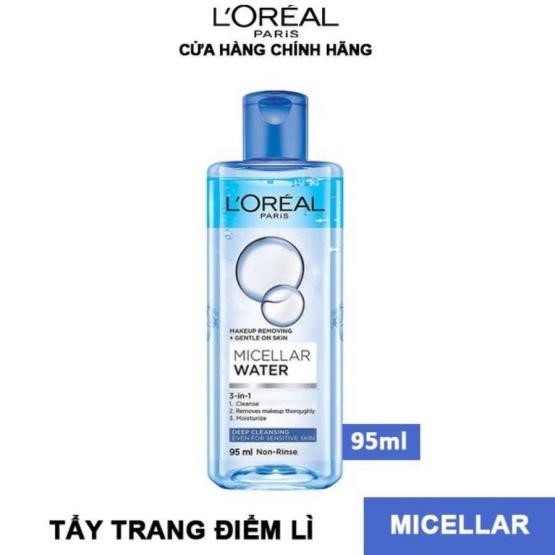 L'ORÉAL
PARIS
CỬA HÀNG CHÍNH HÃNG
L'ORÉAL
PARIS
MAKEUP REMOVING
+ GENTLE ON SKIN
MICELLAR
WATER
3-in-1
1. Cleanse
2. Removes makeup thoroughly
3. Moisturize
DEEP CLEANSING
EVEN FOR SENSITIVE SKIN
95 ml Non-Rinse
95ml
TẨY TRANG ĐIỂM LÌ
MICELLAR